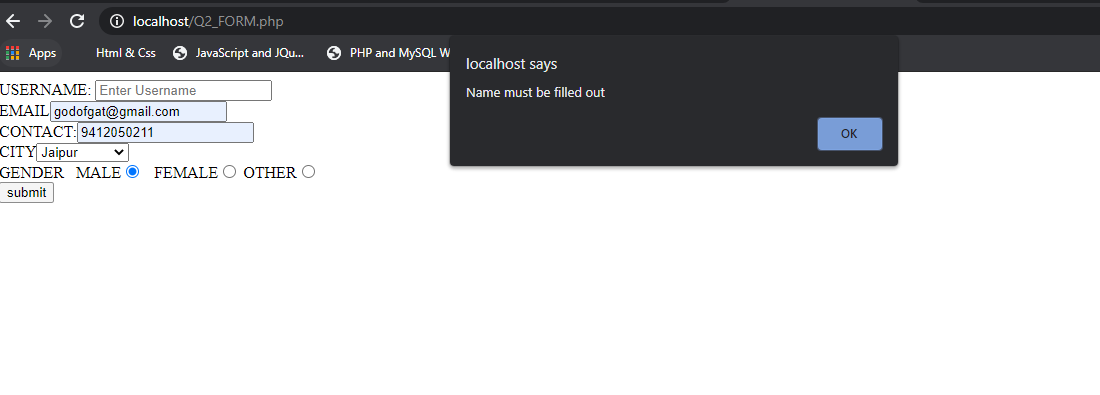 localhost/Q2_FORM.php
Apps Html & Css JavaScript and JQu... PHP and MySQL W
localhost says
Name must be filled out
OK
USERNAME: Enter Username
EMAIL godofgat@gmail.com
CONTACT: 9412050211
CITY Jaipur
GENDER MALE FEMALE OTHER
submit